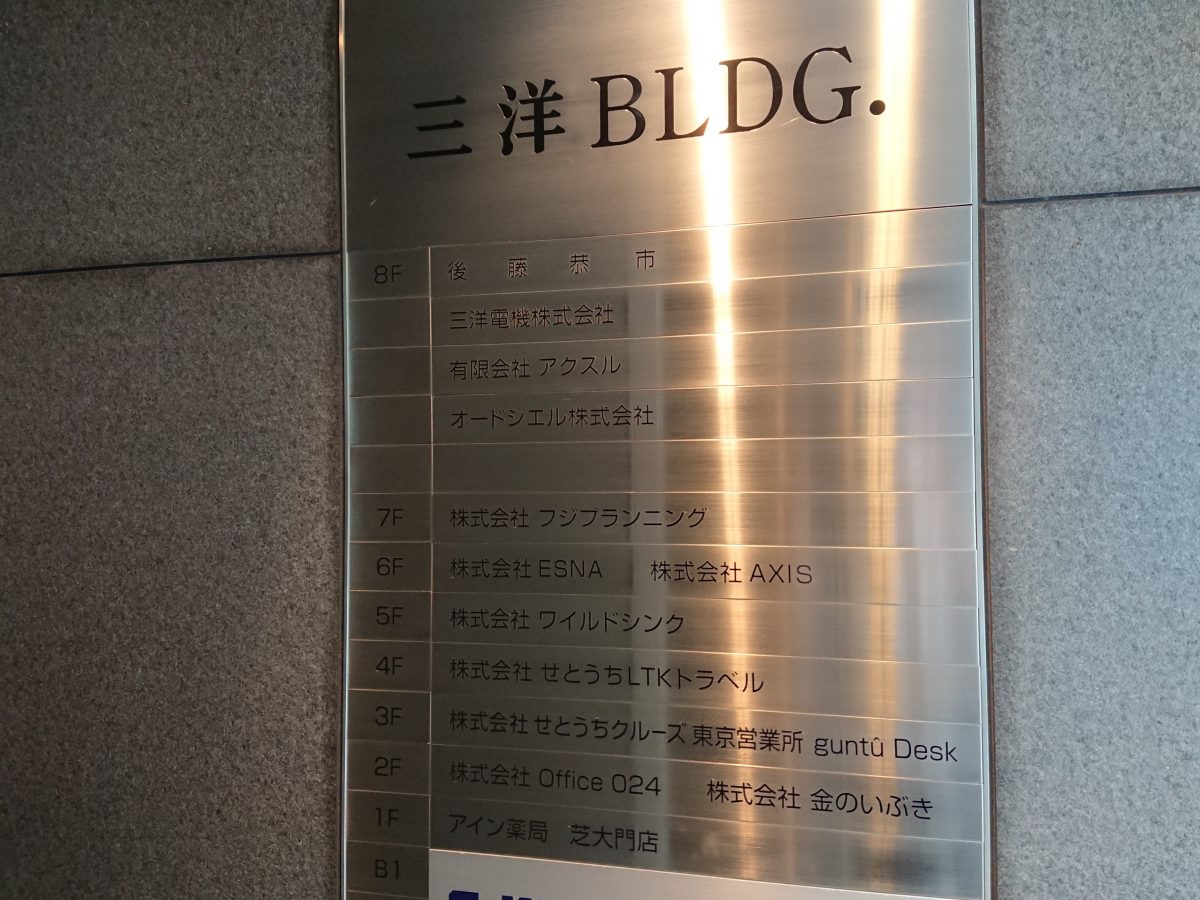 三洋BLDG.
8F 後藤恭市
三洋電機株式会社
有限会社 アクスル
オードシエル株式会社
7F 株式会社 フジプランニング
6F 株式会社 ESNA 株式会社 AXIS
5F 株式会社 ワイルドシンク
4F 株式会社 せとうちLTKトラベル
3F 株式会社 せとうちクルーズ 東京営業所 guntû Desk
2F 株式会社 Office 024 株式会社 金のいぶき
1F アイン薬局 芝大門店
B1